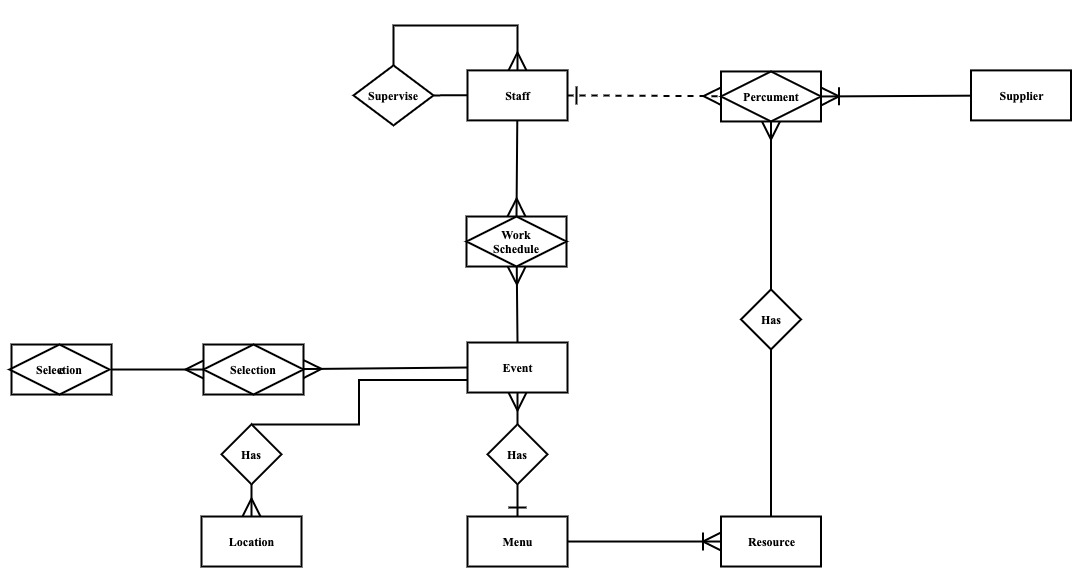 Supervise
Staff
Percument
Supplier
Work
Schedule
Has
Selection
Selection
Event
Has
Has
Location
Menu
Resource